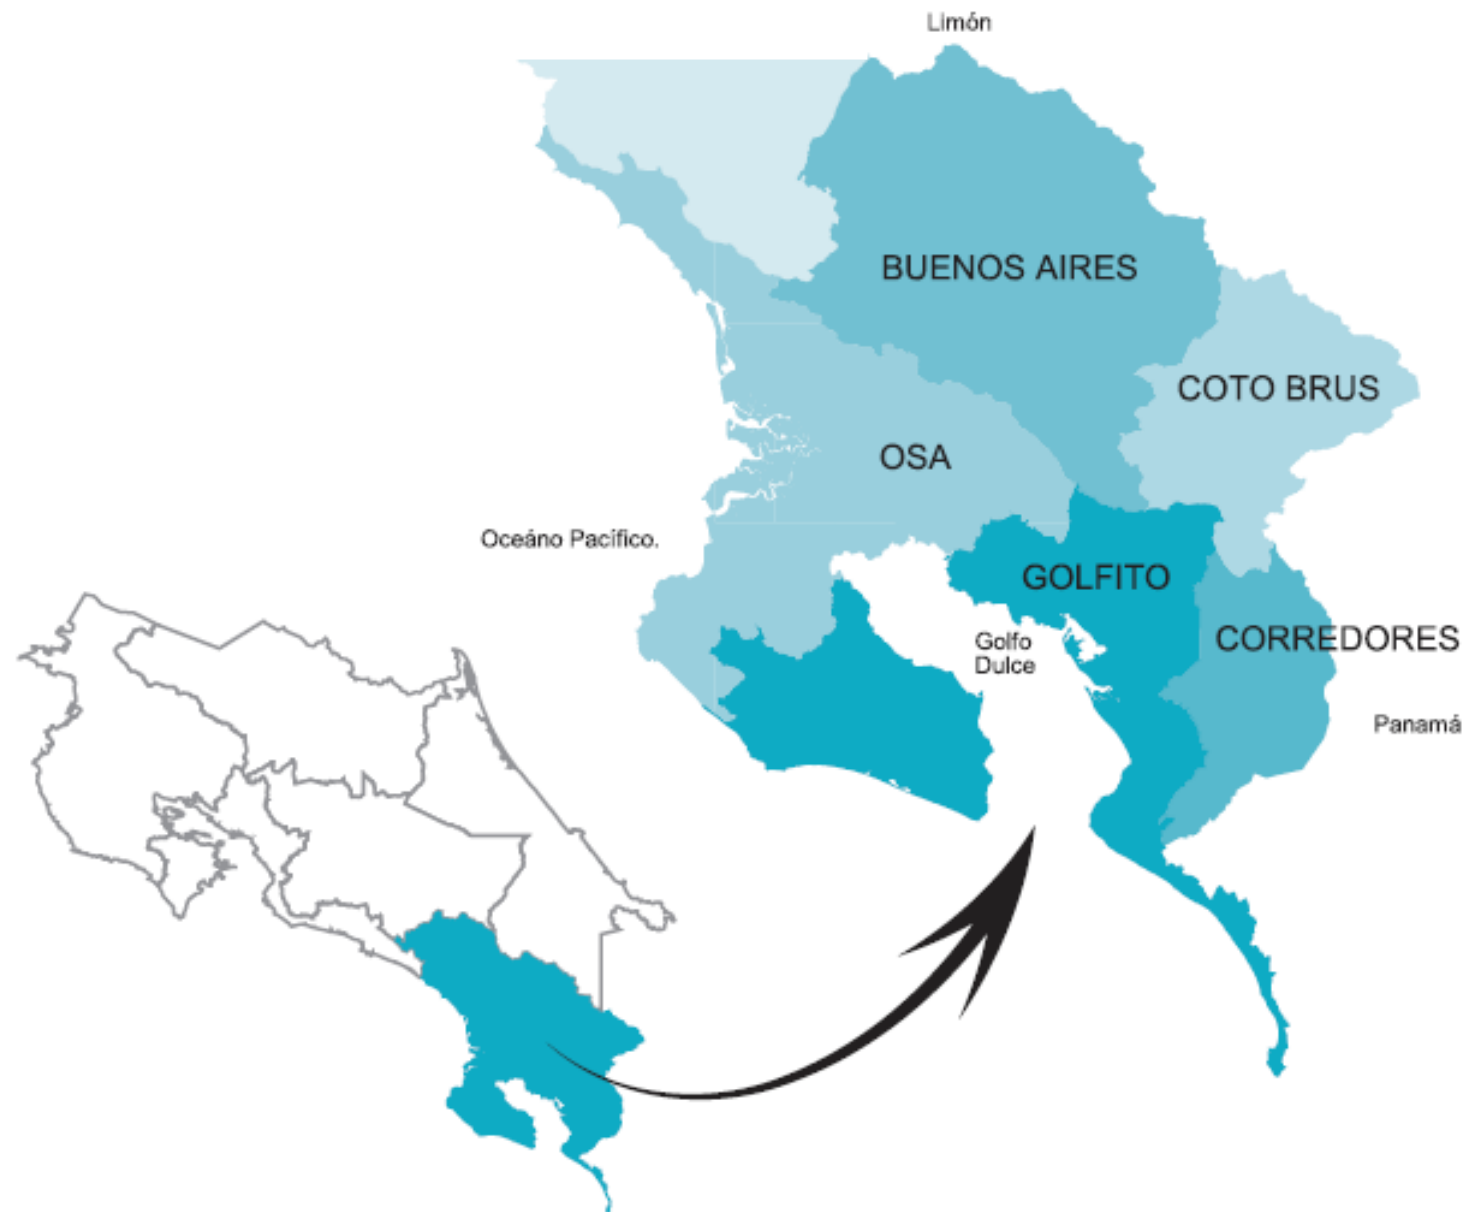 Limón
BUENOS AIRES
COTO BRUS
OSA
Oceáno Pacífico.
GOLFITO
Golfo
Dulce
CORREDORES
Panamá